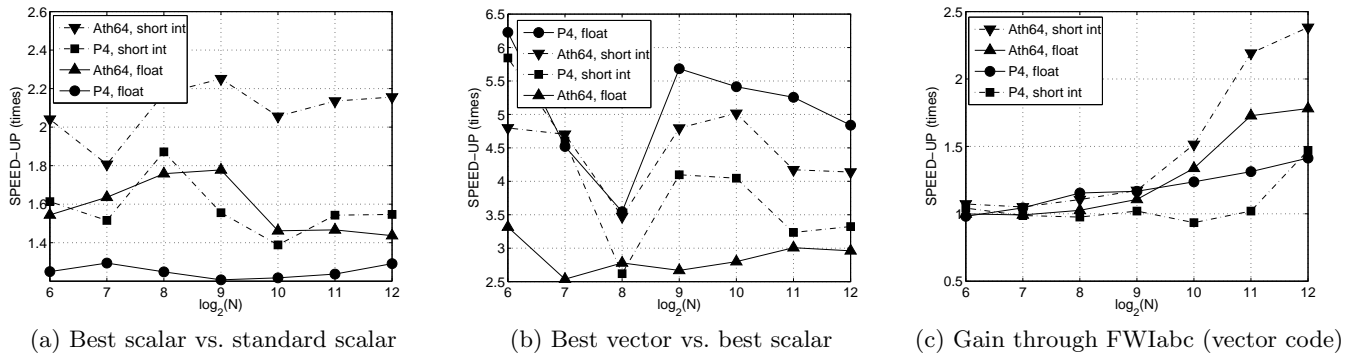 2.6
2.4
2.2
2
1.8
1.6
1.4
SPEED−UP (times)
Ath64, short int
P4, short int
Ath64, float
P4, float
6 7 8 9 10 11 12
log2(N)
(a) Best scalar vs. standard scalar
6.5
6
5.5
5
4.5
4
3.5
3
2.5
SPEED−UP (times)
P4, float
Ath64, short int
P4, short int
Ath64, float
6 7 8 9 10 11 12
log2(N)
(b) Best vector vs. best scalar
2.5
2
1.5
1
0.5
SPEED−UP (times)
Ath64, short int
Ath64, float
P4, float
P4, short int
6 7 8 9 10 11 12
log2(N)
(c) Gain through FWIabc (vector code)